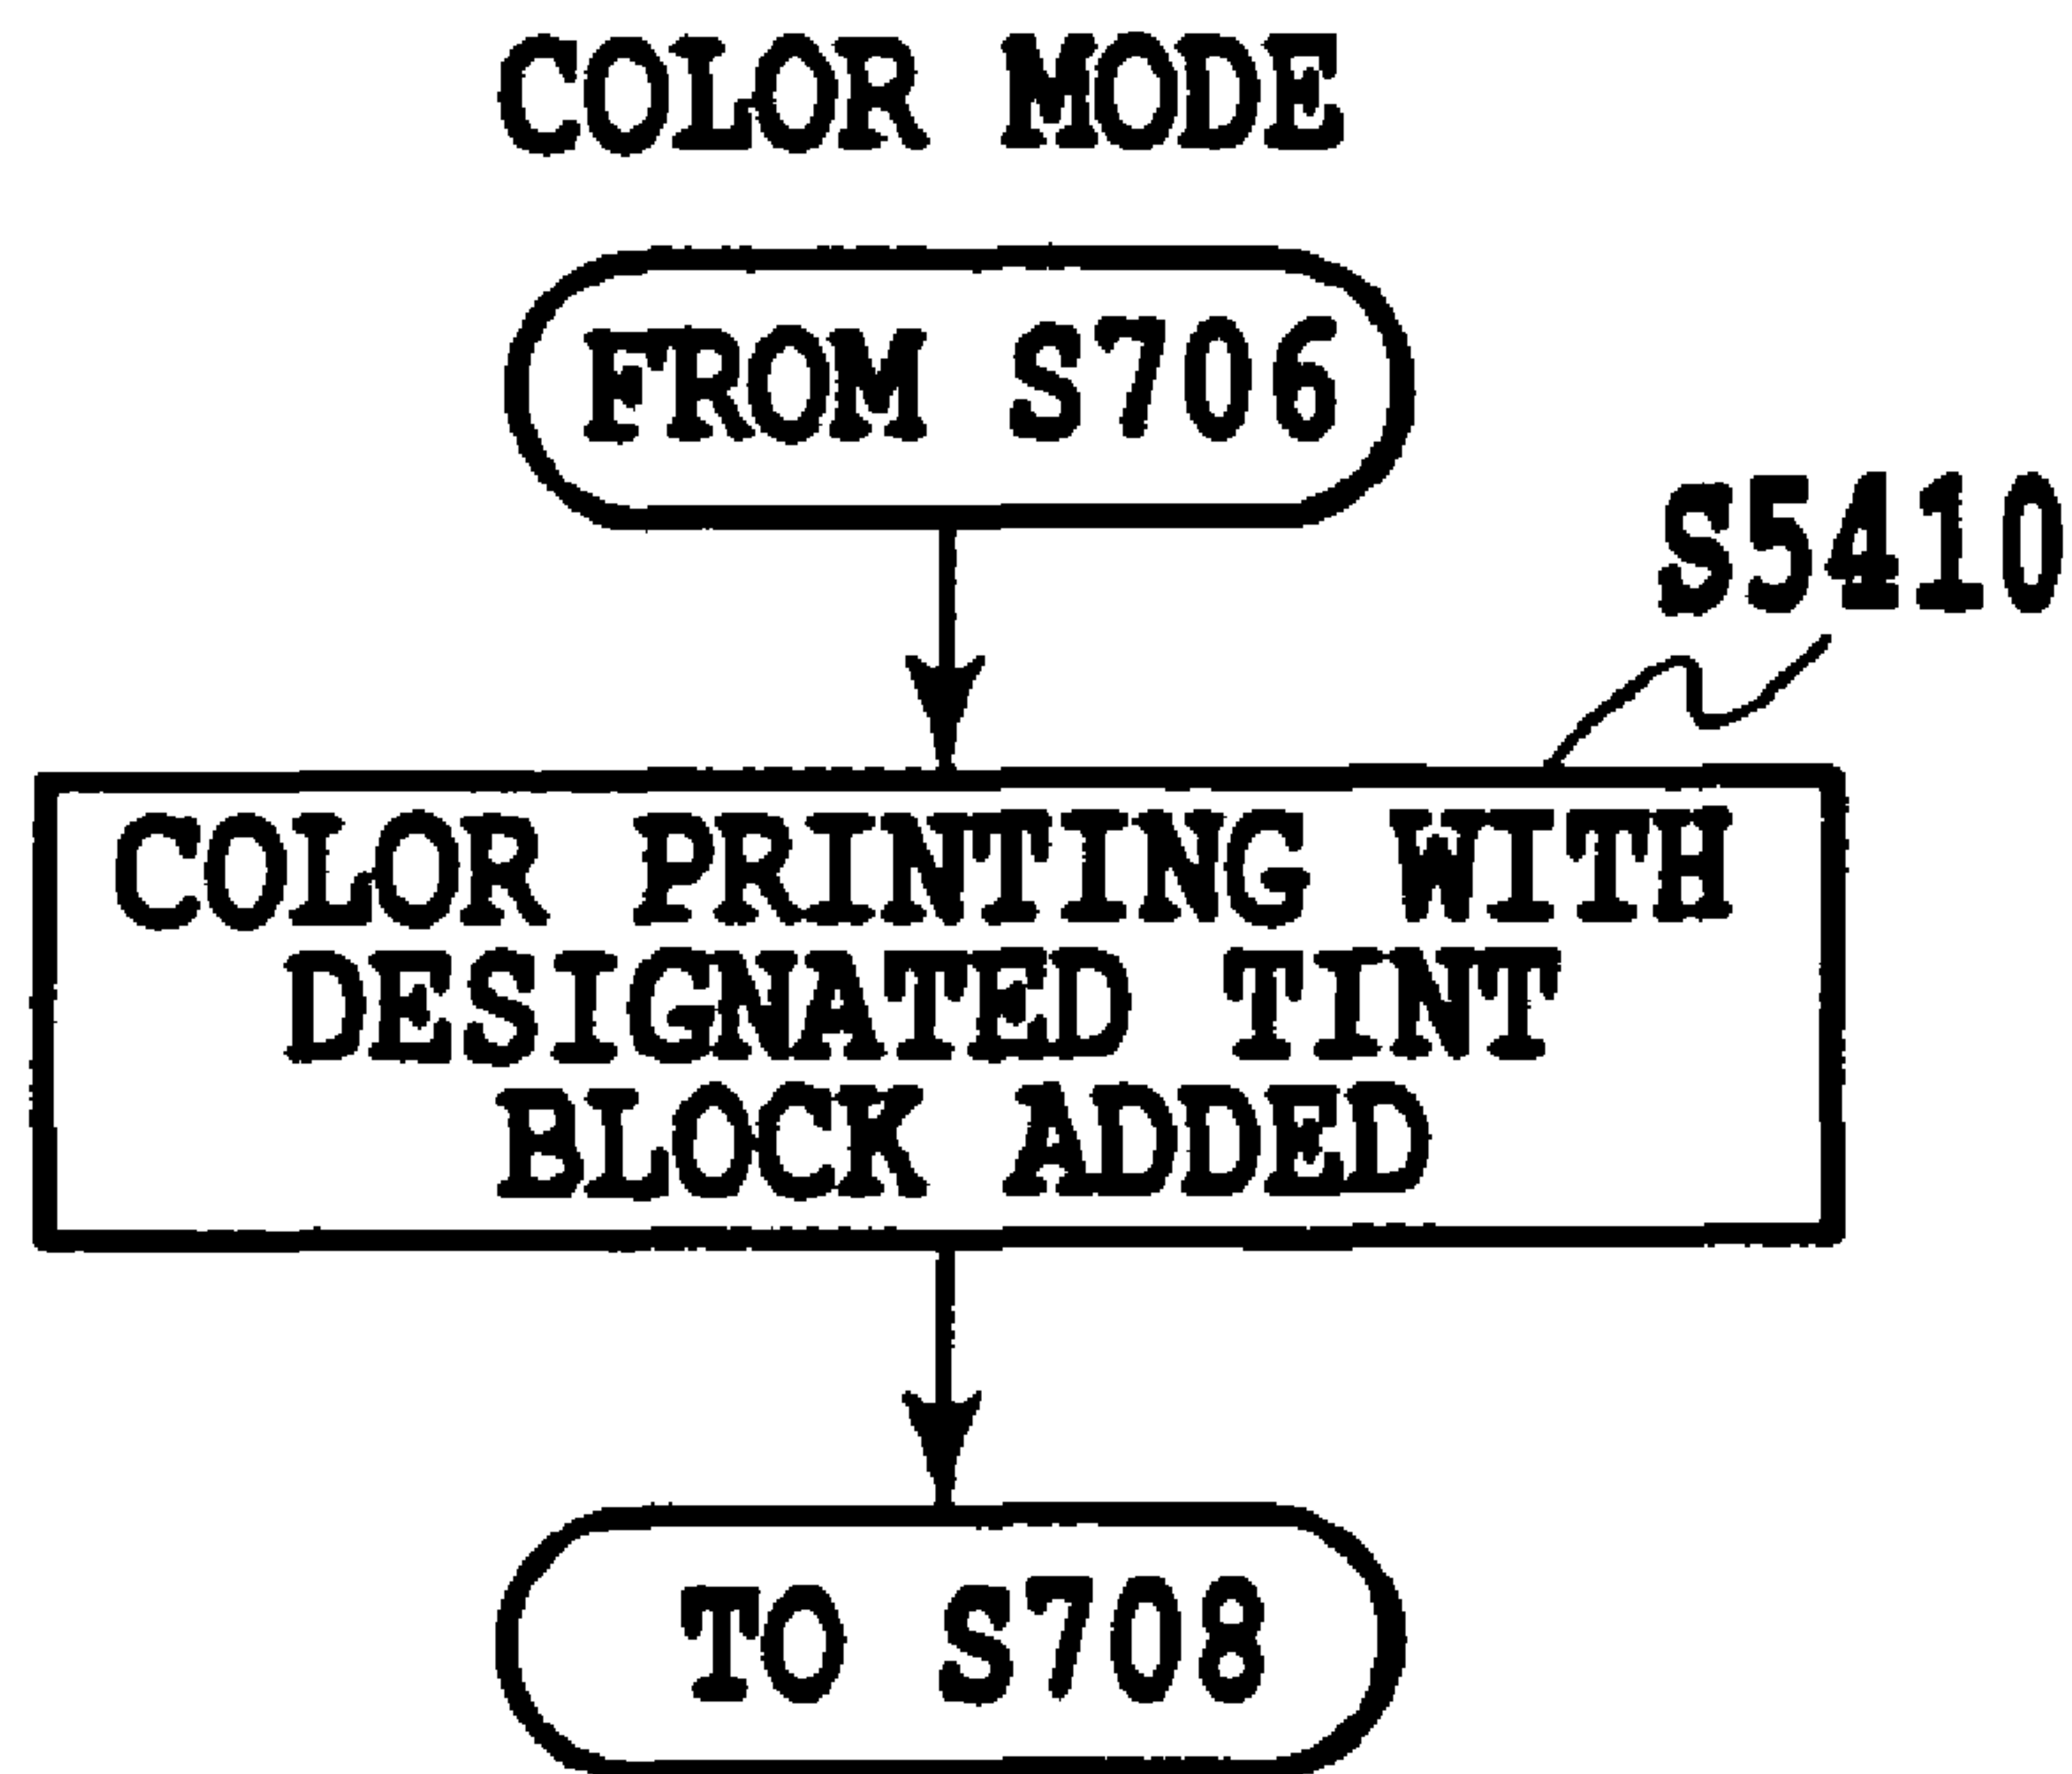 COLOR MODE
FROM S706
S5410
COLOR PRINTING WITH
DESIGNATED TINT
BLOCK ADDED
TO S708